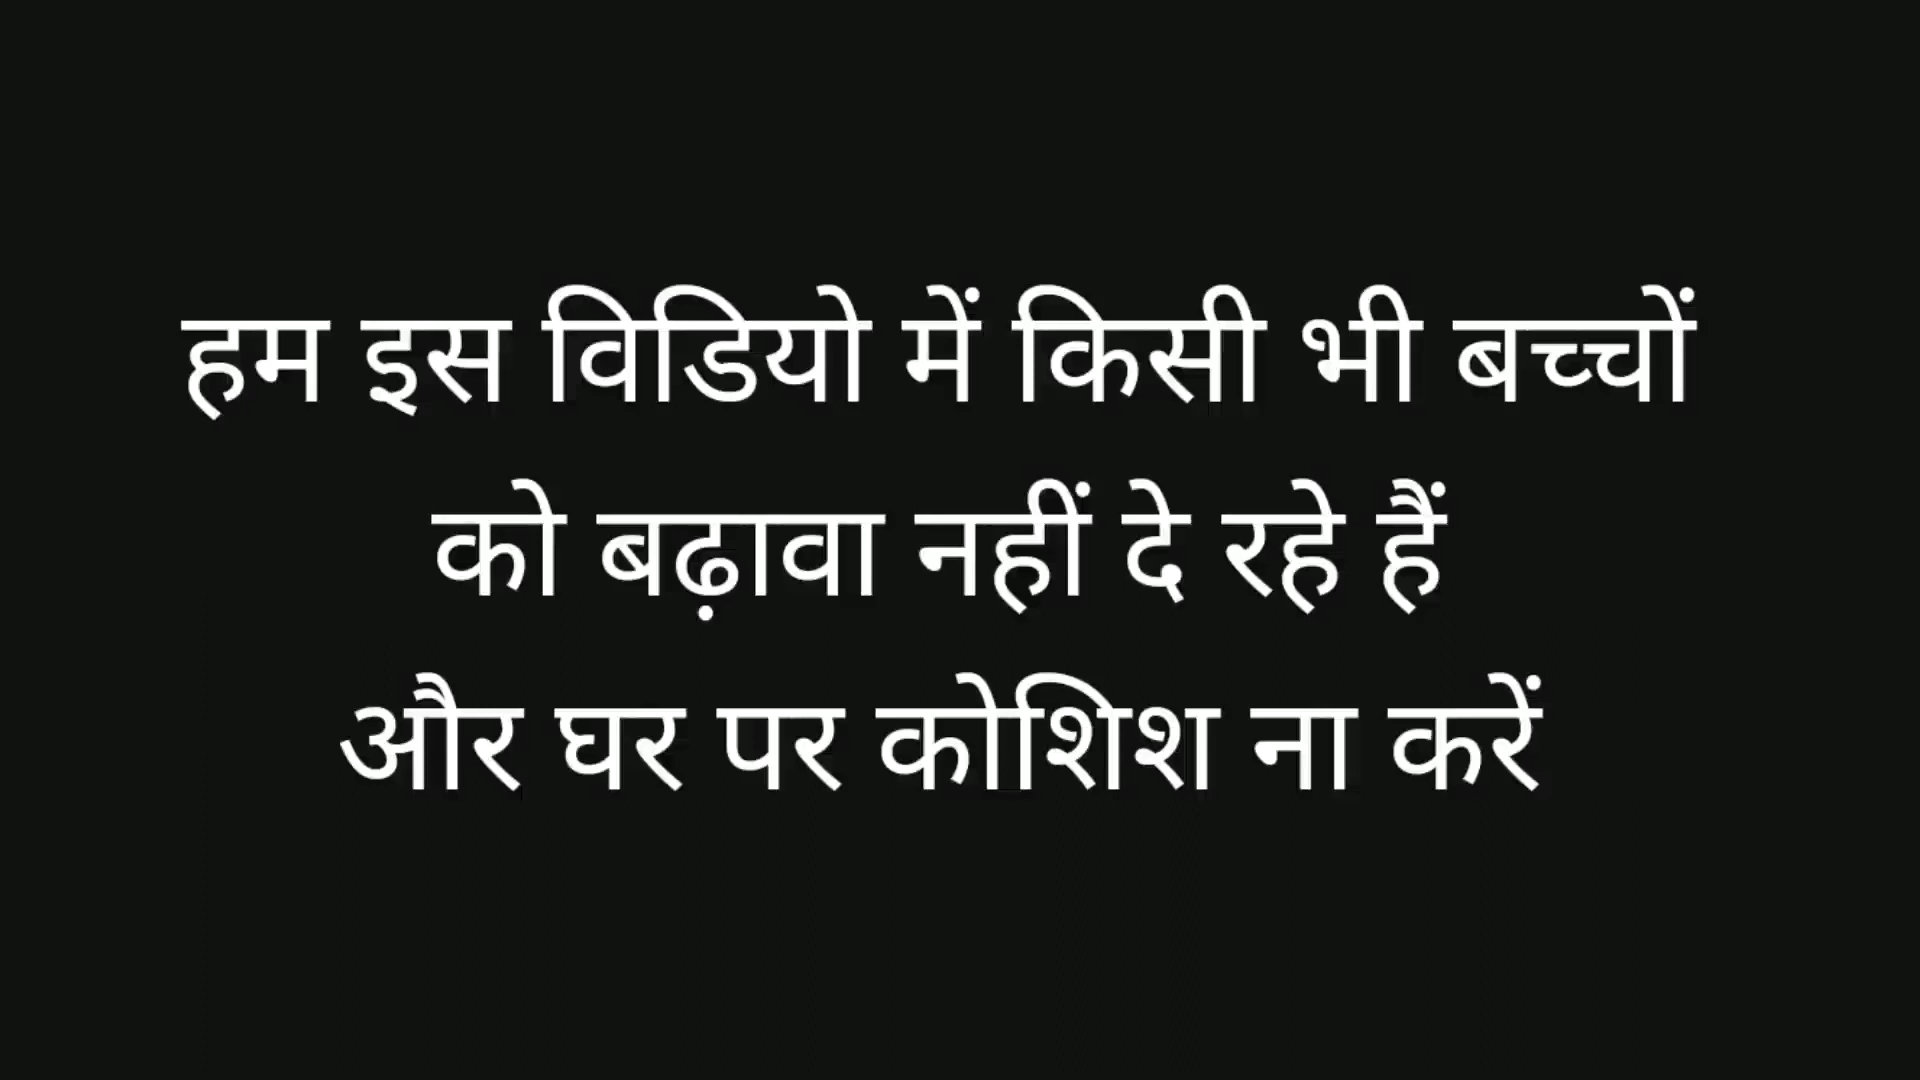 हम इस विडियो में किसी भी बच्चों
को बढ़ावा नहीं दे रहे हैं
और घर पर कोशिश ना करें